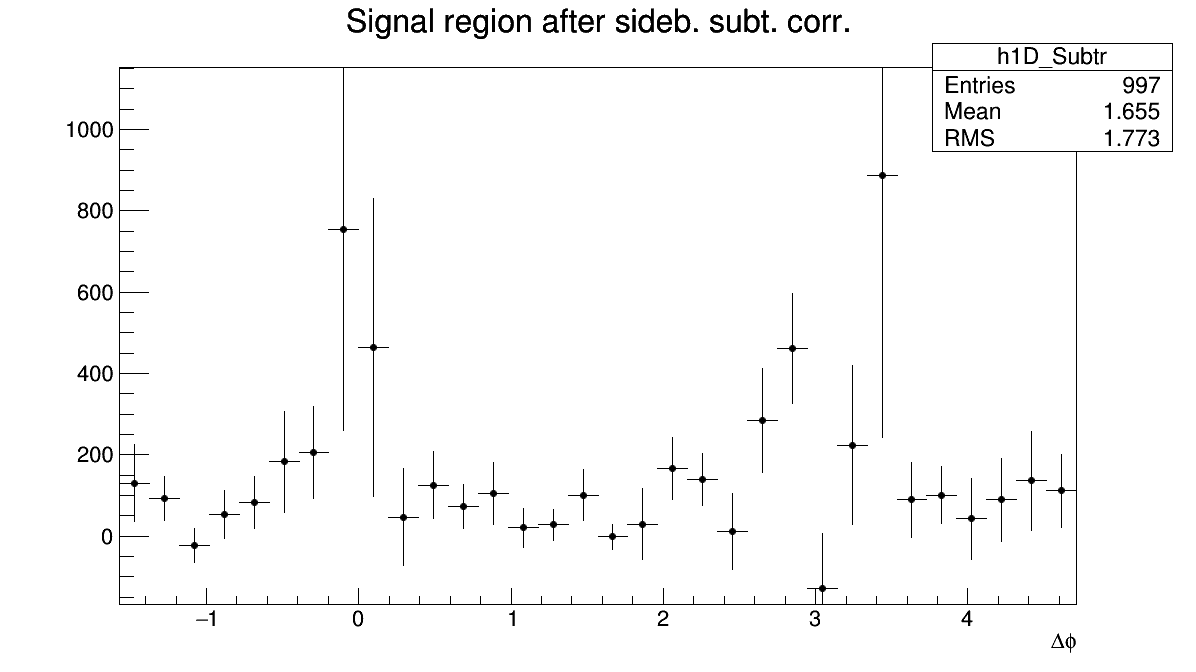 Signal region after sideb. subt. corr.
h1D_Subtr
Entries 997
Mean 1.655
RMS 1.773
1000
800
600
400
200
0
−1 0 1 2 3 4
Δϕ